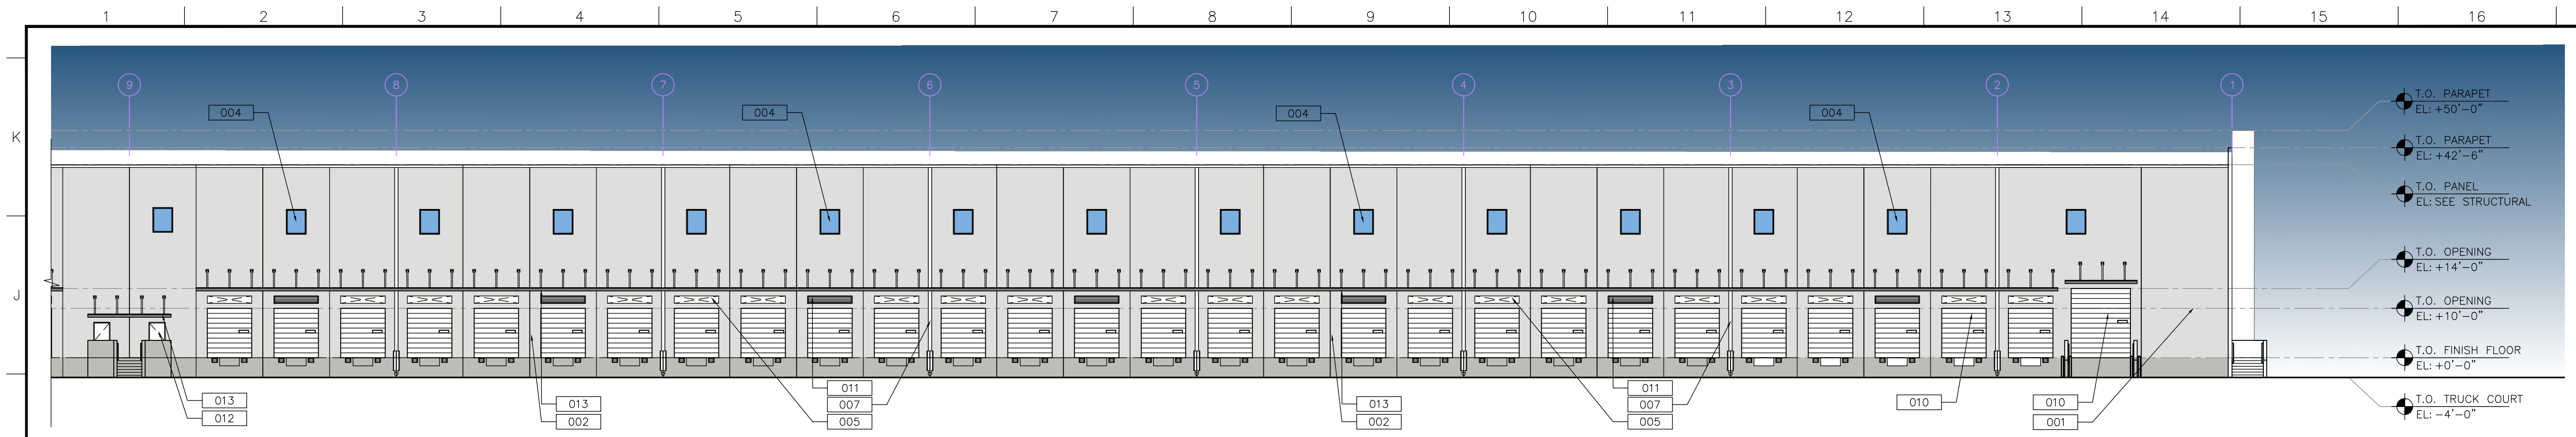 1 2 3 4 5 6 7 8 9 10 11 12 13 14 15 16
K
J
9 8 7 6 5 4 3 2 1
004 004 004 004
T.O. PARAPET
EL: +50'-0"
T.O. PARAPET
EL: +42'-6"
T.O. PANEL
EL: SEE STRUCTURAL
T.O. OPENING
EL: +14'-0"
T.O. OPENING
EL: +10'-0"
T.O. FINISH FLOOR
EL: +0'-0"
T.O. TRUCK COURT
EL: -4'-0"
013
012
013
002
011
007
005
013
002
011
007
005
010
010
001